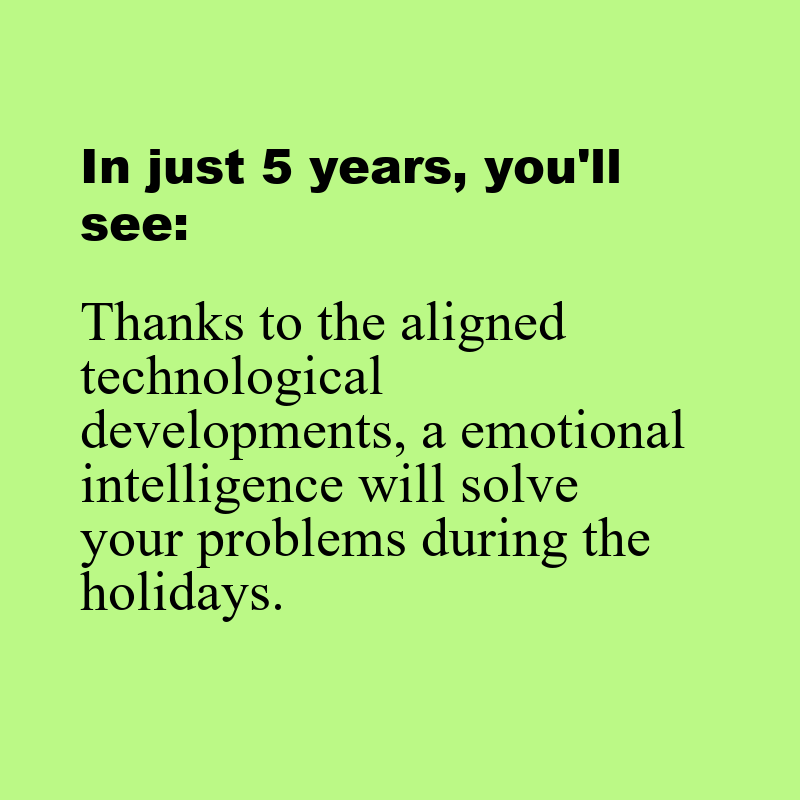 In just 5 years, you'll
see:
Thanks to the aligned
technological
developments, a emotional
intelligence will solve
your problems during the
holidays.